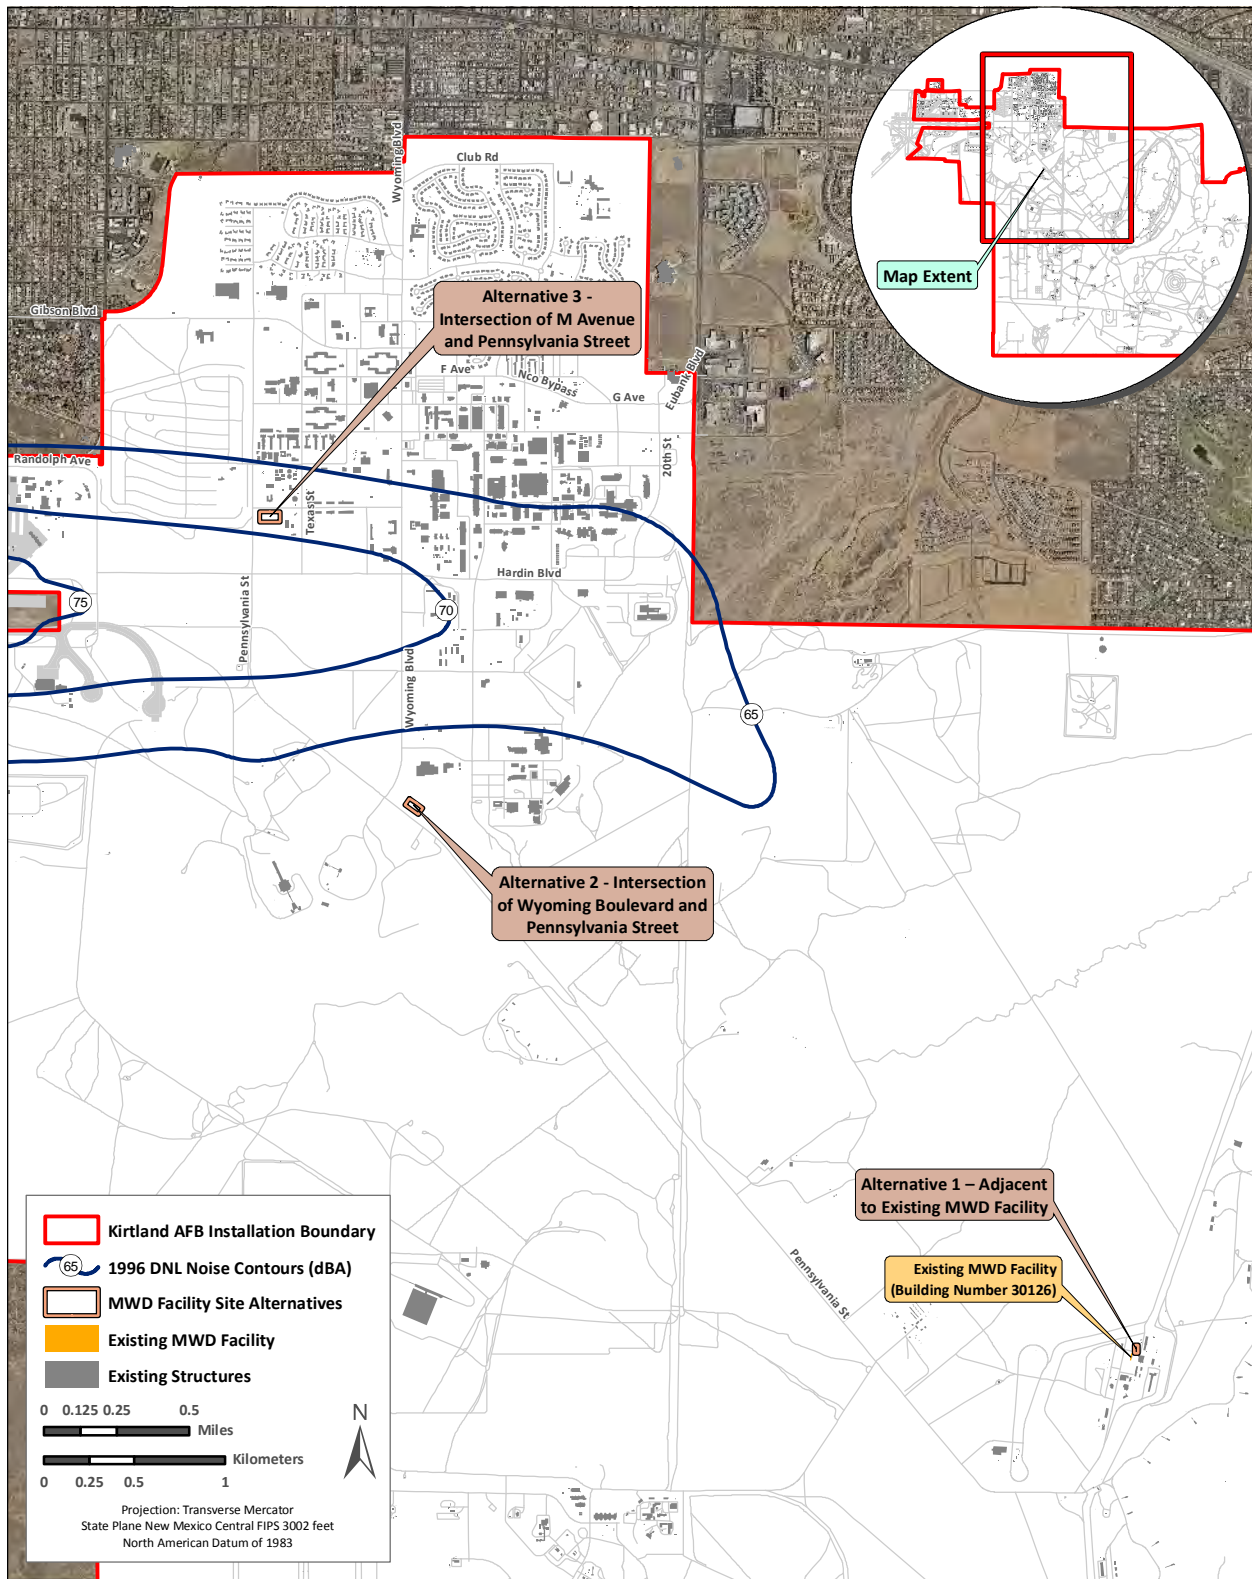 Club Rd
Wyoming Blvd
Map Extent
Gibson Blvd
Alternative 3 -
Intersection of M Avenue
and Pennsylvania Street
F Ave
Nco Bypass
G Ave
Eubank Blvd
Randolph Ave
20th St
Texas St
Hardin Blvd
75
70
Pennsylvania St
Wyoming Blvd
65
Alternative 2 - Intersection
of Wyoming Boulevard and
Pennsylvania Street
Alternative 1 – Adjacent
to Existing MWD Facility
Pennsylvania St
Existing MWD Facility
(Building Number 30126)
Kirtland AFB Installation Boundary
65
1996 DNL Noise Contours (dBA)
MWD Facility Site Alternatives
Existing MWD Facility
Existing Structures
0 0.125 0.25 0.5
Miles
Kilometers
0 0.25 0.5 1
N
Projection: Transverse Mercator
State Plane New Mexico Central FIPS 3002 feet
North American Datum of 1983